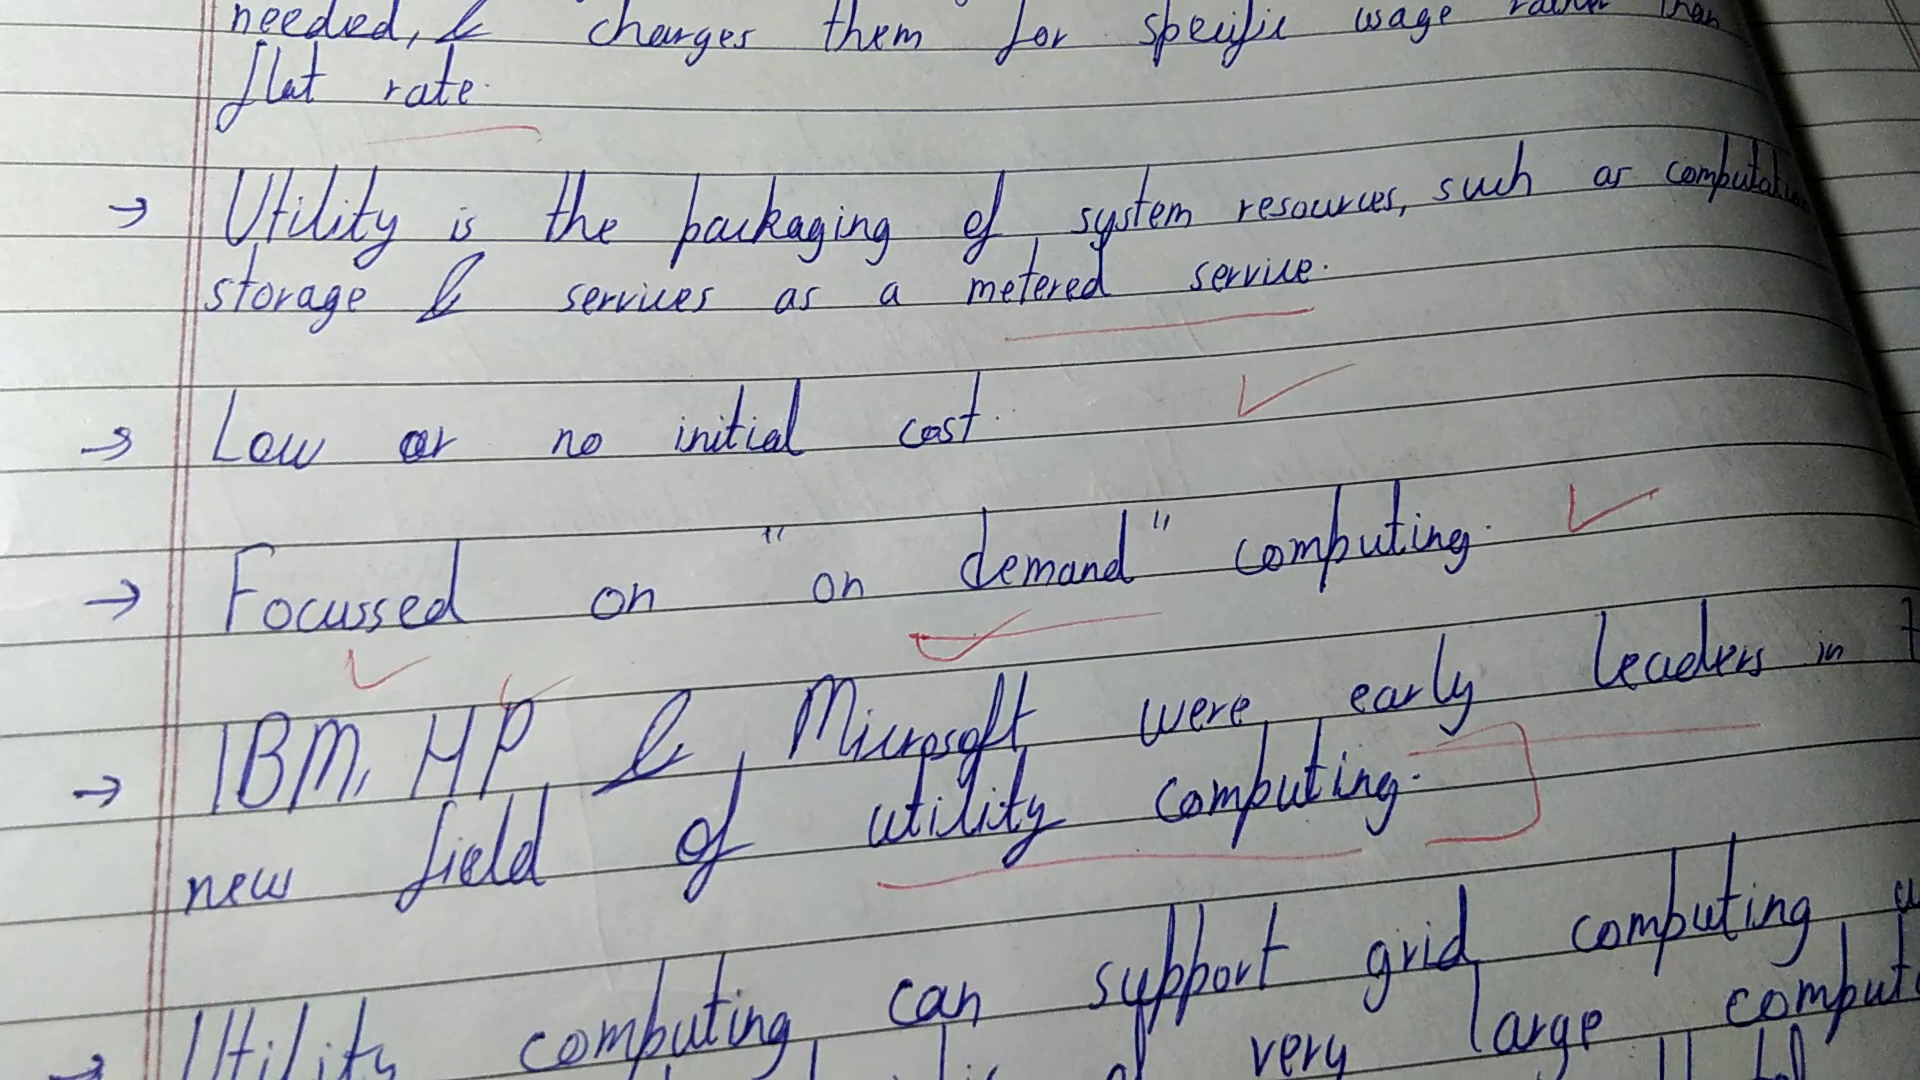 needed, & charges them for specific usage rather than
flat rate.
→ Utility is the packaging of system resources, such as computation
storage & services as a metered service.
→ Low or no initial cost.
→ Focussed on "on demand" computing.
→ IBM, HP & Microsoft were early leaders in
new field of utility computing.
→ Utility computing can support grid computing
very large